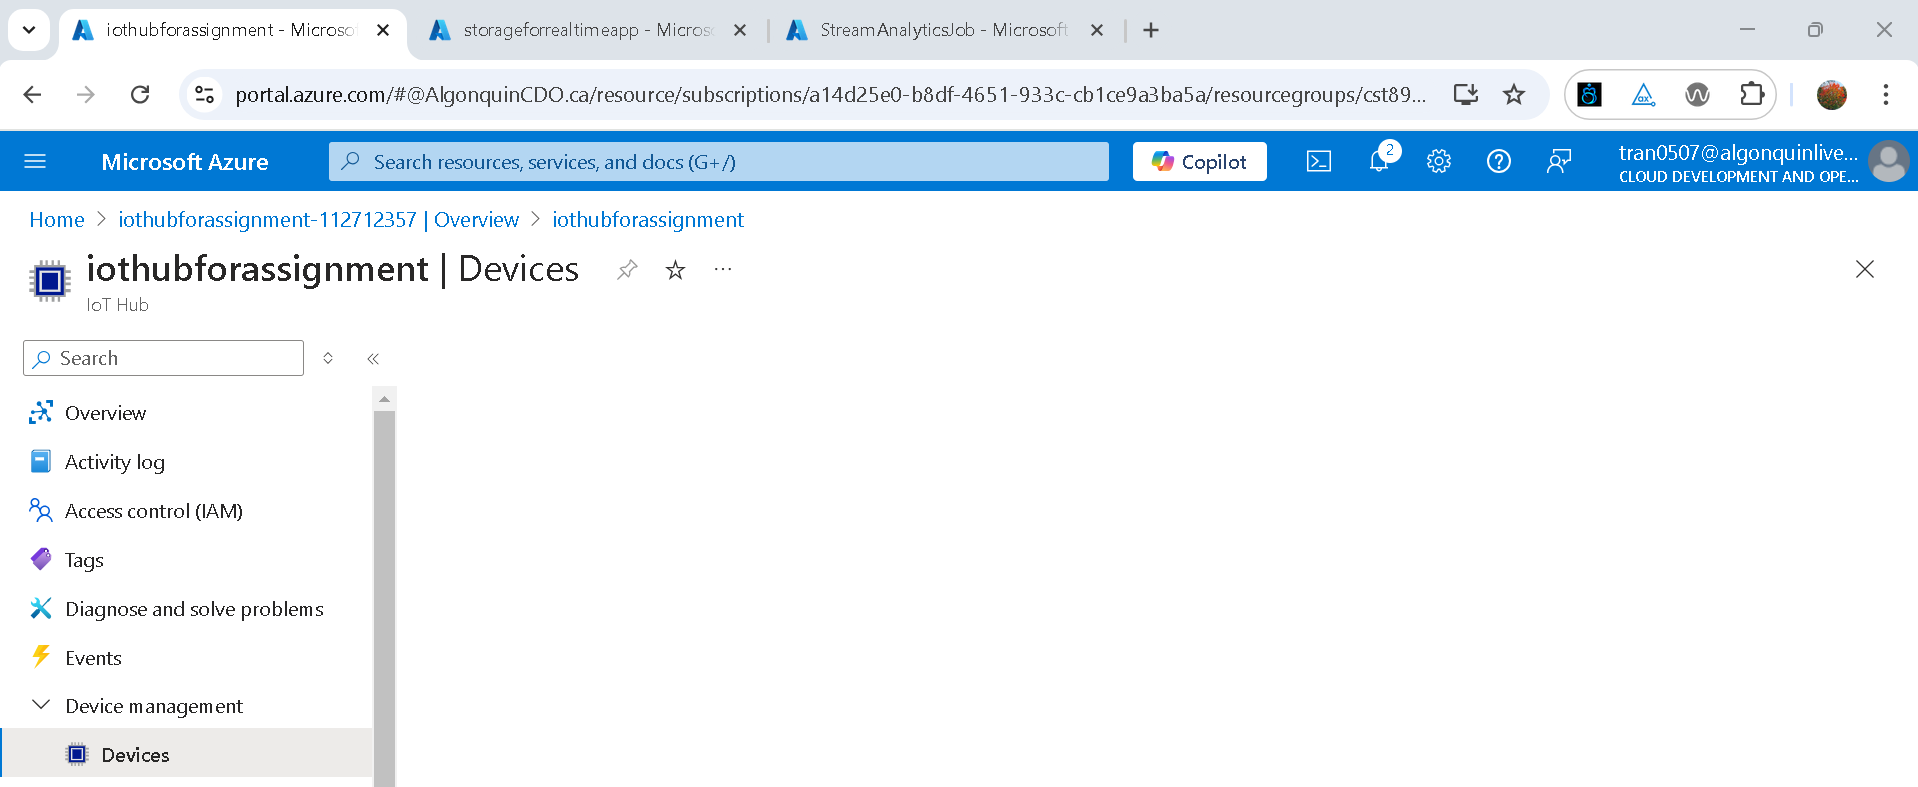 iothubforassignment - Microso
storageforrealtimeapp - Micros
StreamAnalyticsJob - Microsoft
portal.azure.com/#@AlgonquinCDO.ca/resource/subscriptions/a14d25e0-b8df-4651-933c-cb1ce9a3ba5a/resourcegroups/cst89...
Microsoft Azure
Search resources, services, and docs (G+/)
Copilot
2
tran0507@algonquinlive...
CLOUD DEVELOPMENT AND OPE...
Home > iothubforassignment-112712357 | Overview > iothubforassignment
iothubforassignment | Devices
IoT Hub
Search
Overview
Activity log
Access control (IAM)
Tags
Diagnose and solve problems
Events
Device management
Devices